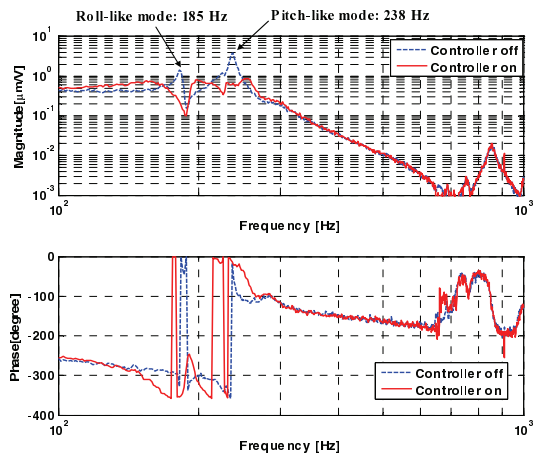 Roll-like mode: 185 Hz
Pitch-like mode: 238 Hz
10^1
10^0
10^-1
10^-2
10^-3
Magnitude[μm/V]
Controller off
Controller on
10^2
10^3
Frequency [Hz]
0
-100
-200
-300
-400
Phase[degree]
Controller off
Controller on
10^2
10^3
Frequency [Hz]